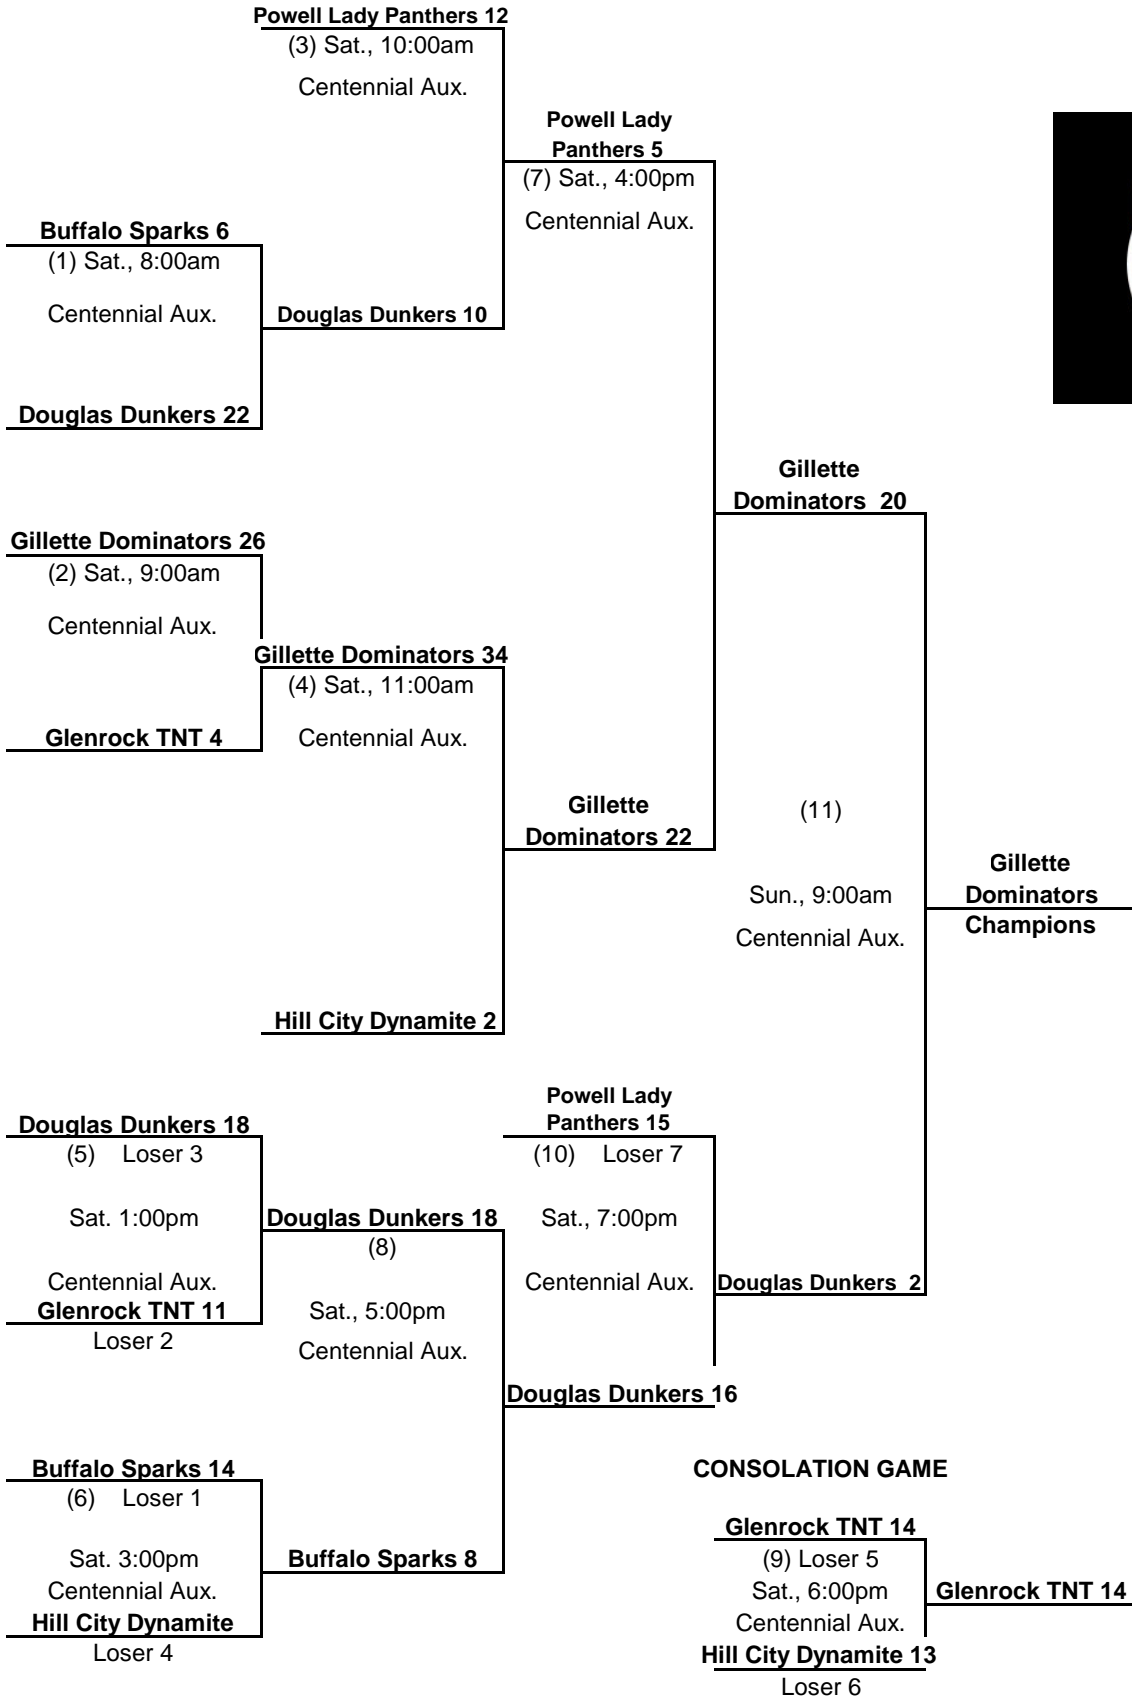 Powell Lady Panthers 12
(3) Sat., 10:00am
Centennial Aux.
Powell Lady
Panthers 5
(7) Sat., 4:00pm
Centennial Aux.
Buffalo Sparks 6
(1) Sat., 8:00am
Centennial Aux.
Douglas Dunkers 10
Douglas Dunkers 22
Gillette
Dominators 20
Gillette Dominators 26
(2) Sat., 9:00am
Centennial Aux.
Gillette Dominators 34
(4) Sat., 11:00am
Glenrock TNT 4
Centennial Aux.
Gillette
Dominators 22
(11)
Gillette
Dominators
Champions
Sun., 9:00am
Centennial Aux.
Hill City Dynamite 2
Powell Lady
Panthers 15
Douglas Dunkers 18
(5) Loser 3
(10) Loser 7
Sat. 1:00pm
Douglas Dunkers 18
Sat., 7:00pm
(8)
Centennial Aux.
Centennial Aux.
Douglas Dunkers 2
Glenrock TNT 11
Sat., 5:00pm
Loser 2
Centennial Aux.
Douglas Dunkers 16
Buffalo Sparks 14
CONSOLATION GAME
(6) Loser 1
Glenrock TNT 14
Sat. 3:00pm
Buffalo Sparks 8
(9) Loser 5
Centennial Aux.
Sat., 6:00pm
Glenrock TNT 14
Hill City Dynamite
Centennial Aux.
Loser 4
Hill City Dynamite 13
Loser 6